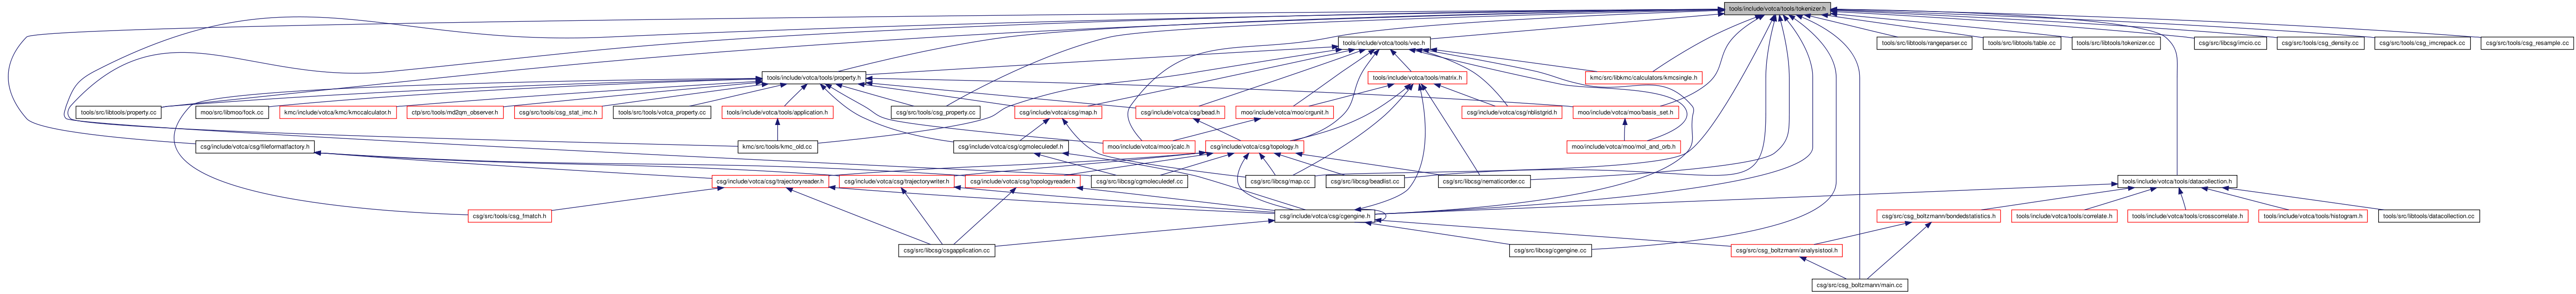 tools/include/votca/tools/tokenizer.h
tools/include/votca/tools/vec.h
tools/src/libtools/rangeparser.cc
tools/src/libtools/table.cc
tools/src/libtools/tokenizer.cc
csg/src/libcsg/imcio.cc
csg/src/tools/csg_density.cc
csg/src/tools/csg_imcrepack.cc
csg/src/tools/csg_resample.cc
tools/include/votca/tools/property.h
tools/include/votca/tools/matrix.h
kmc/src/libkmc/calculators/kmcsingle.h
tools/src/libtools/property.cc
moo/src/libmoo/fock.cc
kmc/include/votca/kmc/kmccalculator.h
ctp/src/tools/md2qm_observer.h
csg/src/tools/csg_stat_imc.h
tools/src/tools/votca_property.cc
tools/include/votca/tools/application.h
csg/src/tools/csg_property.cc
csg/include/votca/csg/map.h
csg/include/votca/csg/bead.h
moo/include/votca/moo/crgunit.h
csg/include/votca/csg/nblistgrid.h
moo/include/votca/moo/basis_set.h
csg/include/votca/csg/fileformatfactory.h
kmc/src/tools/kmc_old.cc
csg/include/votca/csg/cgmoleculedef.h
moo/include/votca/moo/jcalc.h
csg/include/votca/csg/topology.h
moo/include/votca/moo/mol_and_orb.h
csg/include/votca/csg/trajectoryreader.h
csg/include/votca/csg/trajectorywriter.h
csg/include/votca/csg/topologyreader.h
csg/src/libcsg/cgmoleculedef.cc
csg/src/libcsg/map.cc
csg/src/libcsg/beadlist.cc
csg/src/libcsg/nematicorder.cc
tools/include/votca/tools/datacollection.h
csg/src/tools/csg_fmatch.h
csg/include/votca/csg/cgengine.h
csg/src/csg_boltzmann/bondedstatistics.h
tools/include/votca/tools/correlate.h
tools/include/votca/tools/crosscorrelate.h
tools/include/votca/tools/histogram.h
tools/src/libtools/datacollection.cc
csg/src/libcsg/csgapplication.cc
csg/src/libcsg/cgengine.cc
csg/src/csg_boltzmann/analysistool.h
csg/src/csg_boltzmann/main.cc